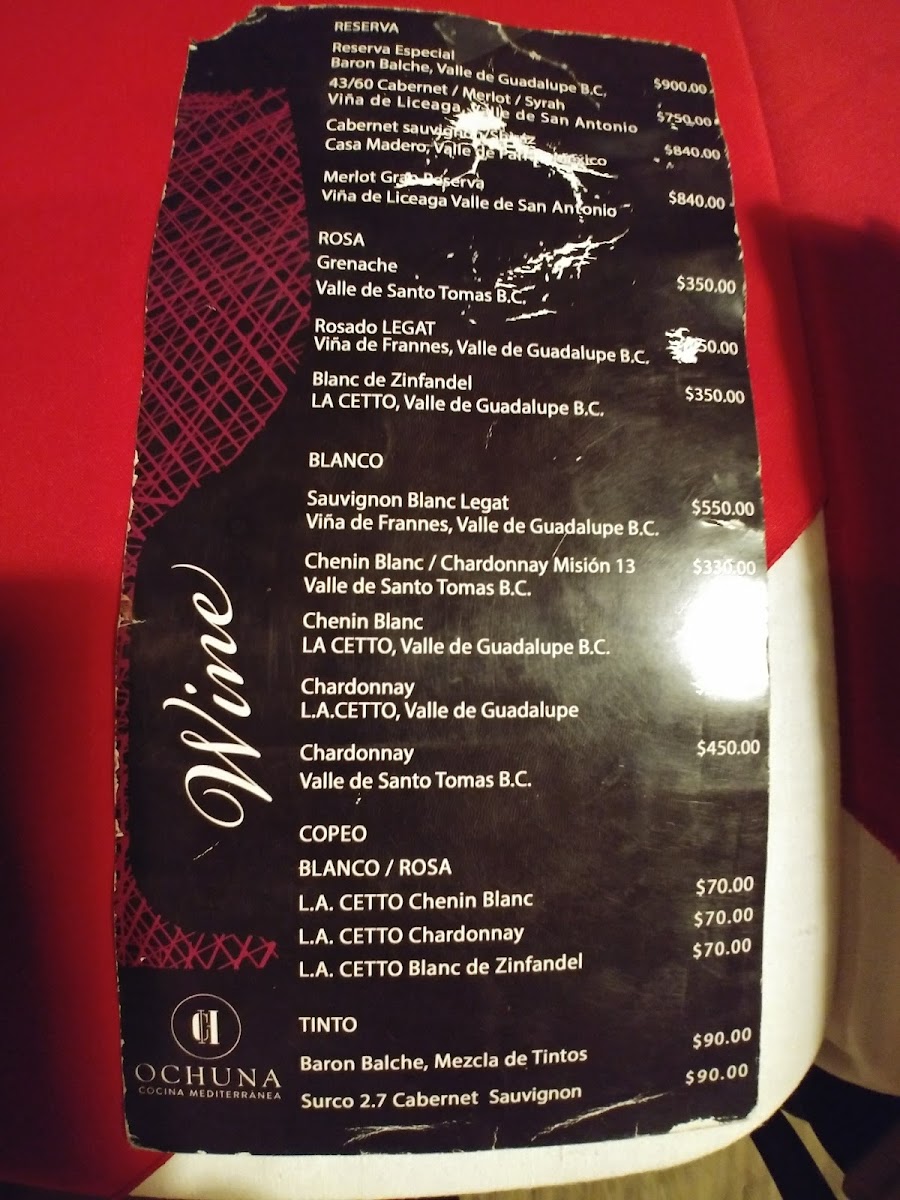 RESERVA
Reserva Especial
Baron Balche, Valle de Guadalupe B.C. $900.00
43/60 Cabernet / Merlot / Syrah
Viña de Liceaga, Valle de San Antonio $750.00
Cabernet sauvignon
Casa Madero, Valle de México $840.00
Merlot Gran Reserva
Viña de Liceaga Valle de San Antonio $840.00
ROSA
Grenache
Valle de Santo Tomas B.C. $350.00
Rosado LEGAT
Viña de Frannes, Valle de Guadalupe B.C.
Blanc de Zinfandel
LA CETTO, Valle de Guadalupe B.C. $350.00
BLANCO
Sauvignon Blanc Legat $550.00
Viña de Frannes, Valle de Guadalupe B.C.
Chenin Blanc / Chardonnay Misión 13 $330.00
Valle de Santo Tomas B.C.
Chenin Blanc
LA CETTO, Valle de Guadalupe B.C.
Chardonnay
L.A.CETTO, Valle de Guadalupe
Chardonnay $450.00
Valle de Santo Tomas B.C.
COPEO
BLANCO / ROSA
L.A. CETTO Chenin Blanc $70.00
L.A. CETTO Chardonnay $70.00
L.A. CETTO Blanc de Zinfandel $70.00
TINTO
Baron Balche, Mezcla de Tintos $90.00
Surco 2.7 Cabernet Sauvignon $90.00
Wine
OCHUNA
COCINA MEDITERRÁNEA